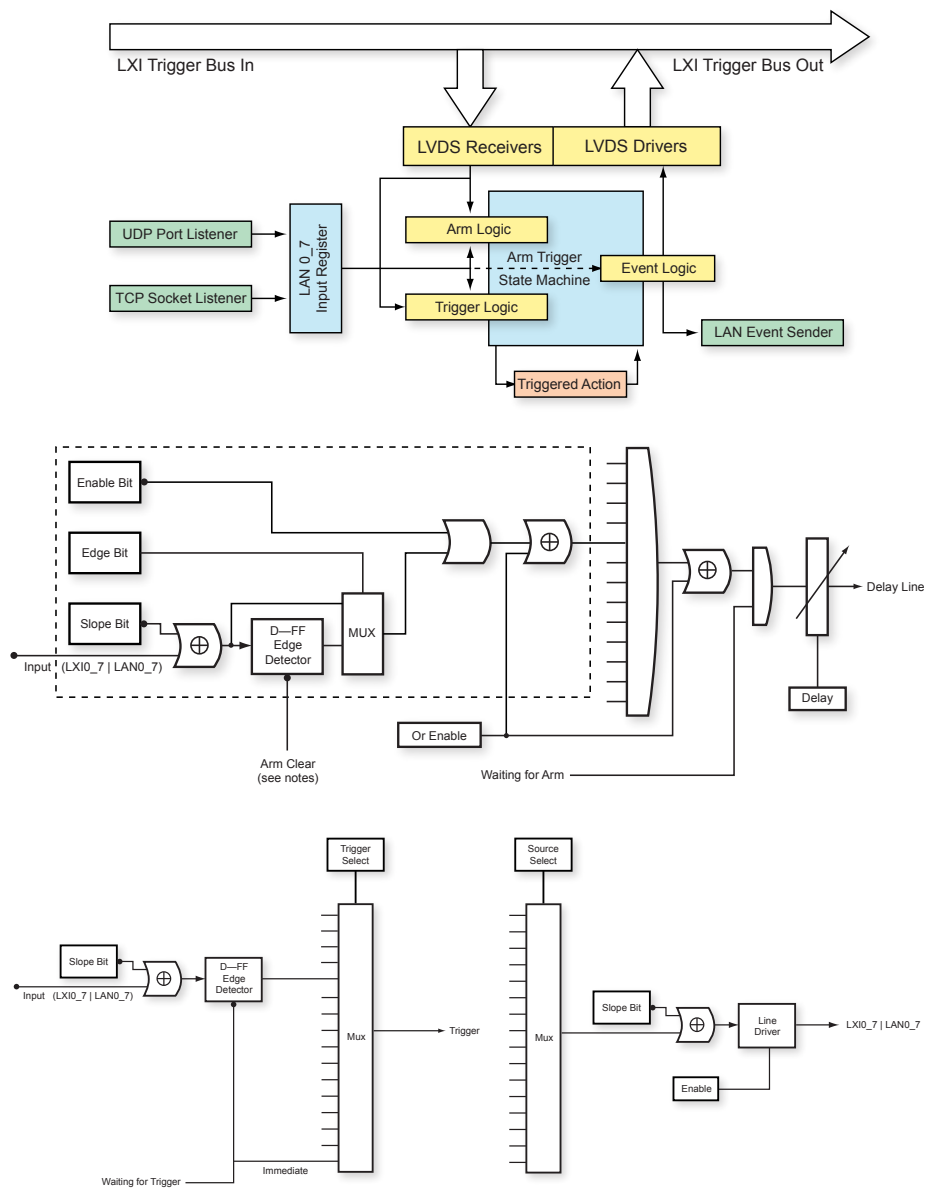 LXI Trigger Bus In
LXI Trigger Bus Out
LVDS Receivers
LVDS Drivers
UDP Port Listener
TCP Socket Listener
LAN 0_7
Input Register
Arm Logic
Arm Trigger
State Machine
Event Logic
Trigger Logic
LAN Event Sender
Triggered Action
Enable Bit
Edge Bit
Slope Bit
D—FF
Edge
Detector
MUX
Input (LXI0_7 | LAN0_7)
Delay Line
Delay
Or Enable
Arm Clear
(see notes)
Waiting for Arm
Trigger
Select
Slope Bit
D—FF
Edge
Detector
Input (LXI0_7 | LAN0_7)
Mux
Trigger
Immediate
Waiting for Trigger
Source
Select
Mux
Slope Bit
Line
Driver
LXI0_7 | LAN0_7
Enable